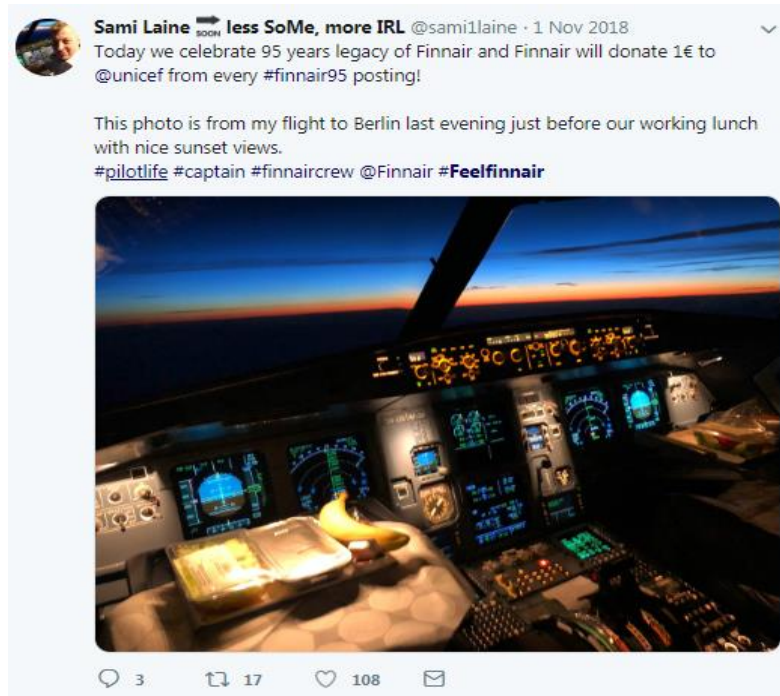 Sami Laine SOON less SoMe, more IRL @sami1laine · 1 Nov 2018
Today we celebrate 95 years legacy of Finnair and Finnair will donate 1€ to
@unicef from every #finnair95 posting!
This photo is from my flight to Berlin last evening just before our working lunch
with nice sunset views.
#pilotlife #captain #finnaircrew @Finnair #Feelfinnair
3 17 108